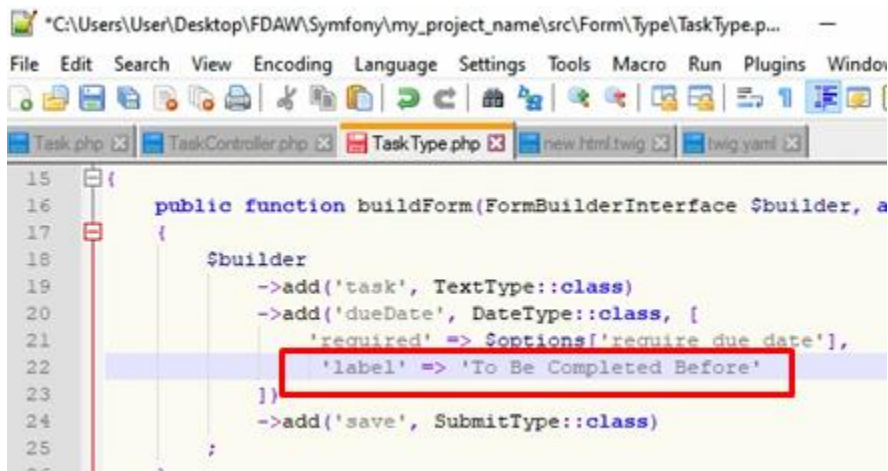 *C:\Users\User\Desktop\FDAW\Symfony\my_project_name\src\Form\Type\TaskType.p...
File Edit Search View Encoding Language Settings Tools Macro Run Plugins Window
Task.php TaskController.php TaskType.php new.html.twig twig.yaml
15 {
16 public function buildForm(FormBuilderInterface $builder, a
17 {
18 $builder
19 ->add('task', TextType::class)
20 ->add('dueDate', DateType::class, [
21 'required' => $options['require_due_date'],
22 'label' => 'To Be Completed Before'
23 ])
24 ->add('save', SubmitType::class)
25 ;